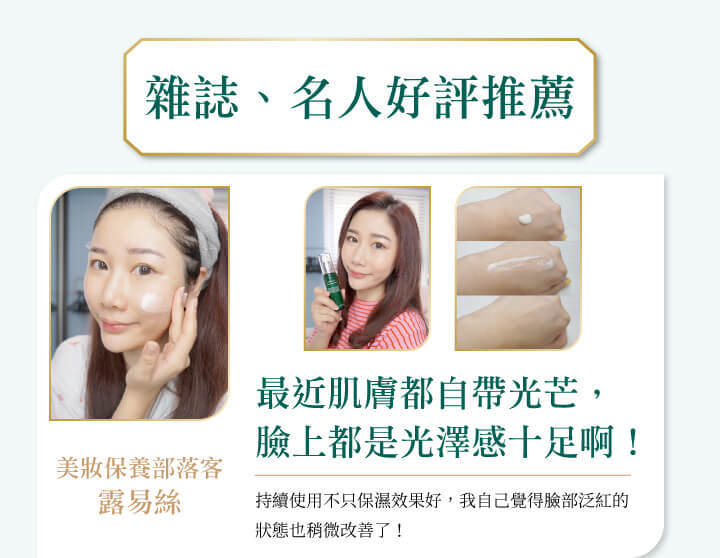 雜誌、名人好評推薦
最近肌膚都自帶光芒，
臉上都是光澤感十足啊！
美妝保養部落客
露易絲
持續使用不只保濕效果好，我自己覺得臉部泛紅的
狀態也稍微改善了！